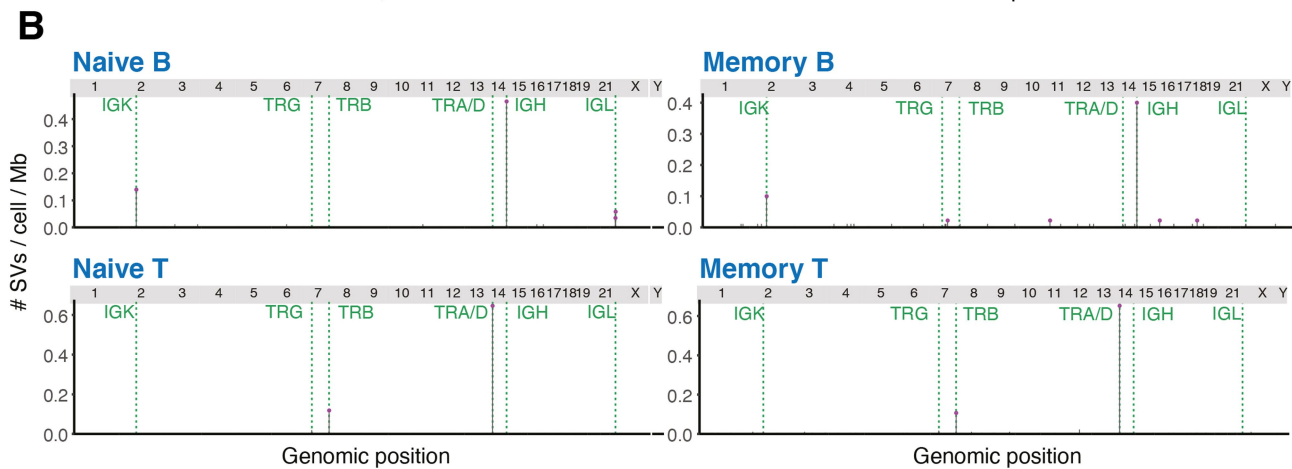 B
Naive B
1 2 3 4 5 6 7 8 9 10 11 12 13 14 15 16 17 18 19 21 X Y
IGK TRG TRB TRA/D IGH IGL
0.4
0.3
0.2
0.1
0.0
Memory B
1 2 3 4 5 6 7 8 9 10 11 12 13 14 15 16 17 18 19 21 X Y
IGK TRG TRB TRA/D IGH IGL
0.4
0.3
0.2
0.1
0.0
# SVs / cell / Mb
Naive T
1 2 3 4 5 6 7 8 9 10 11 12 13 14 15 16 17 18 19 21 X Y
IGK TRG TRB TRA/D IGH IGL
0.6
0.4
0.2
0.0
Genomic position
Memory T
1 2 3 4 5 6 7 8 9 10 11 12 13 14 15 16 17 18 19 21 X Y
IGK TRG TRB TRA/D IGH IGL
0.6
0.4
0.2
0.0
Genomic position